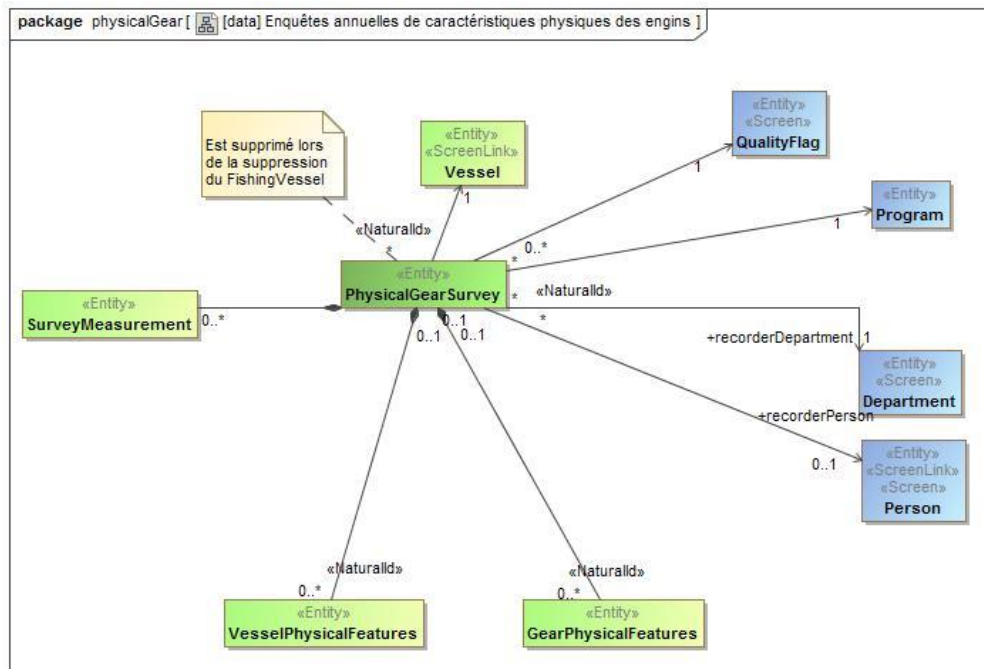 package physicalGear [ [data] Enquêtes annuelles de caractéristiques physiques des engins ]
Est supprimé lors
de la suppression
du FishingVessel
«Entity»
«ScreenLink»
Vessel
1
«Entity»
«Screen»
QualityFlag
1
«Entity»
Program
1
«NaturalId»
*
0..*
*
«Entity»
PhysicalGearSurvey
*
«NaturalId»
*
«Entity»
SurveyMeasurement
0..*
0..1
0..1
0..1
+recorderDepartment
1
«Entity»
«Screen»
Department
+recorderPerson
0..1
«Entity»
«ScreenLink»
«Screen»
Person
«NaturalId»
0..*
«Entity»
VesselPhysicalFeatures
«NaturalId»
0..*
«Entity»
GearPhysicalFeatures